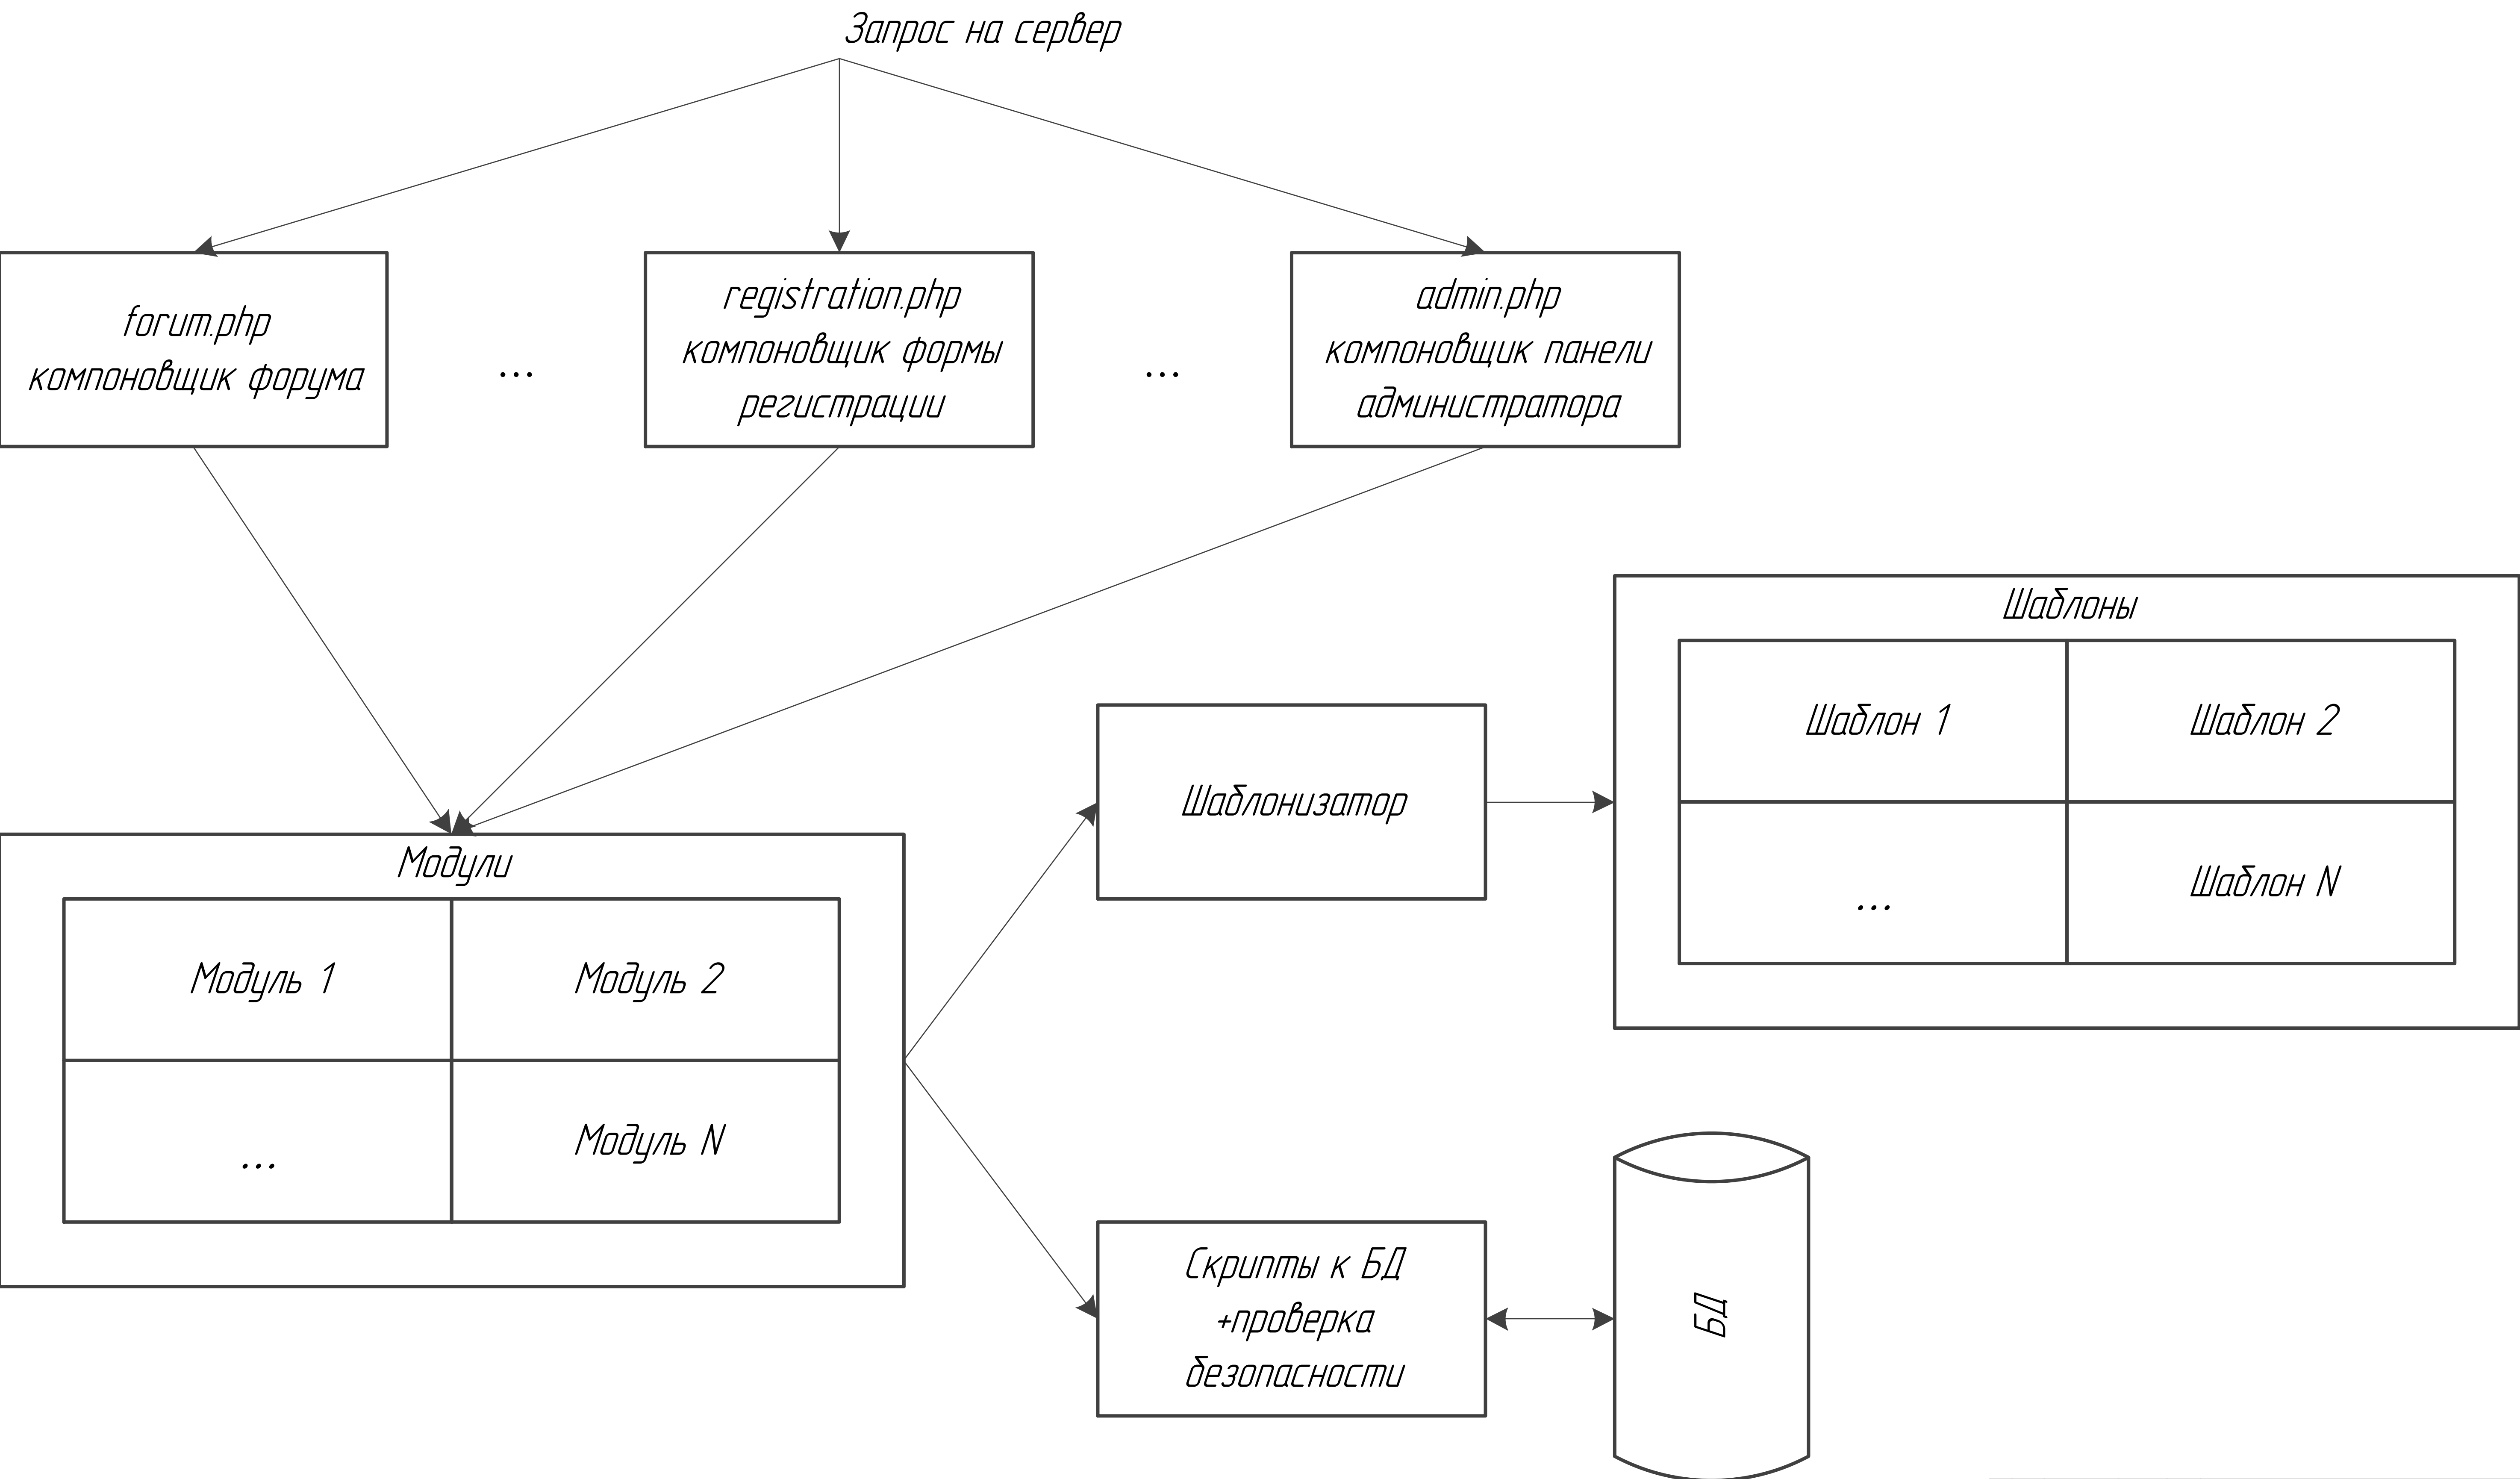 Запрос на сервер
forum.php
компоновщик форума
...
registration.php
компоновщик формы
регистрации
...
admin.php
компоновщик панели
администратора
Шаблоны
Шаблон 1
Шаблон 2
...
Шаблон N
Шаблонизатор
Модули
Модуль 1
Модуль 2
...
Модуль N
Скрипты к БД
+проверка
безопасности
БД